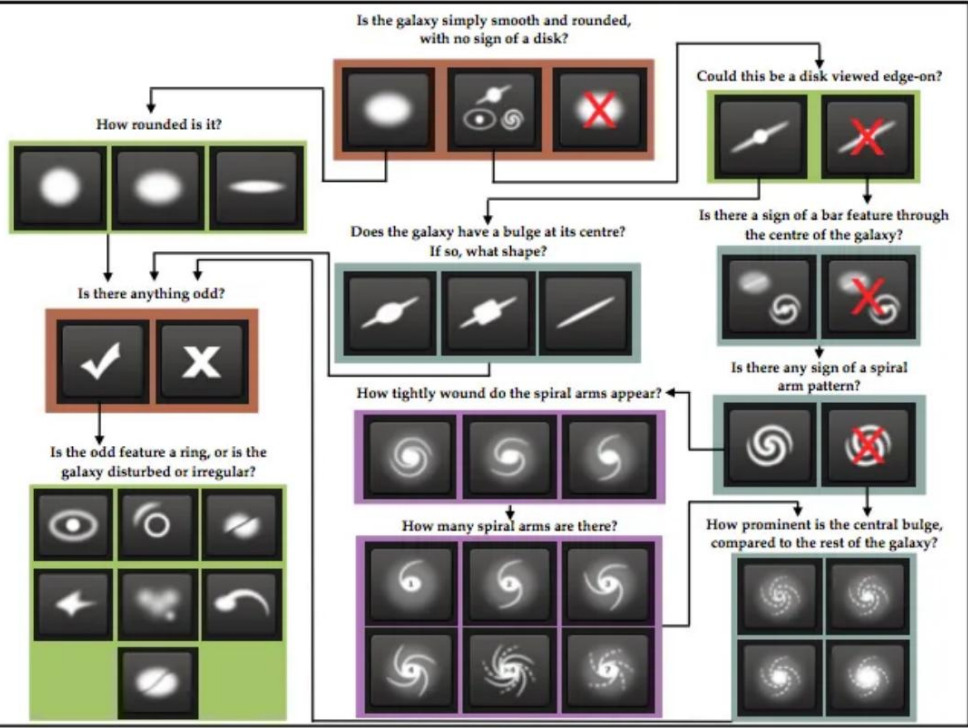 Is the galaxy simply smooth and rounded,
with no sign of a disk?
Could this be a disk viewed edge-on?
How rounded is it?
Is there a sign of a bar feature through
the centre of the galaxy?
Does the galaxy have a bulge at its centre?
If so, what shape?
Is there anything odd?
Is there any sign of a spiral
arm pattern?
How tightly wound do the spiral arms appear?
Is the odd feature a ring, or is the
galaxy disturbed or irregular?
How many spiral arms are there?
How prominent is the central bulge,
compared to the rest of the galaxy?
1
2
3
4
?